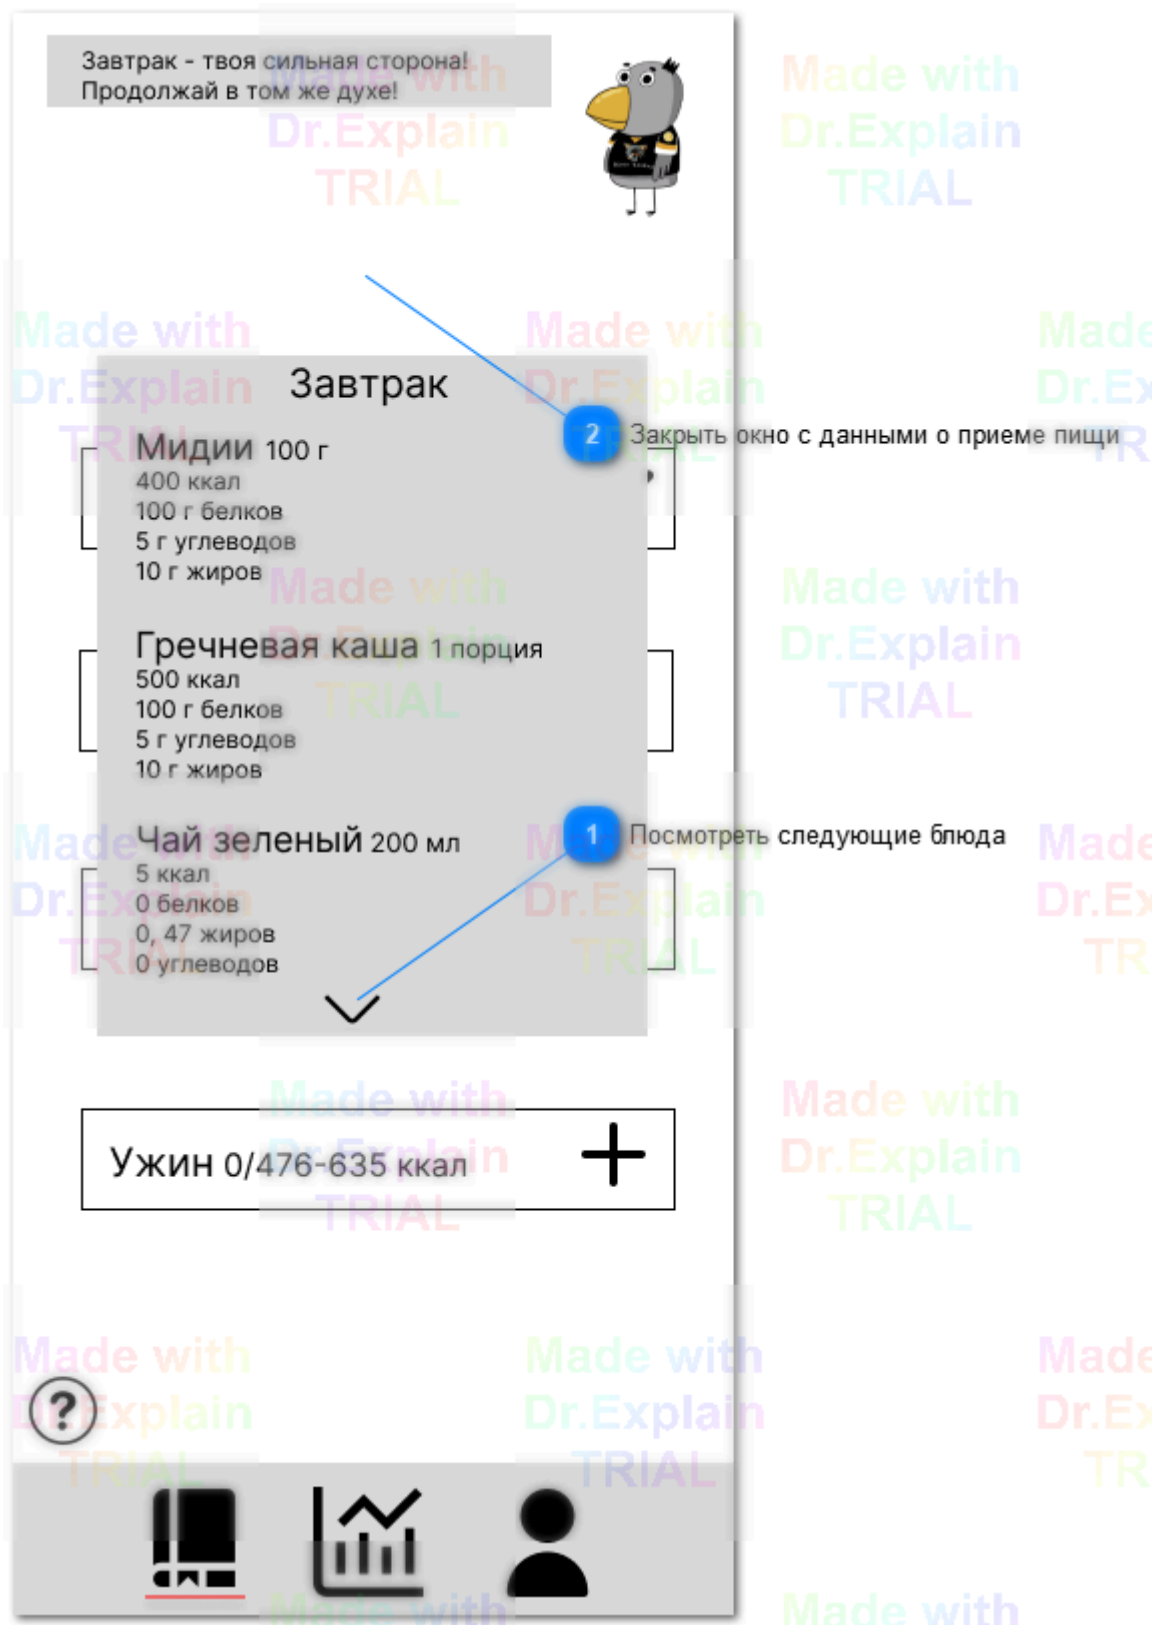 Завтрак - твоя сильная сторона!
Продолжай в том же духе!
Завтрак
Мидии 100 г
400 ккал
100 г белков
5 г углеводов
10 г жиров
2 Закрыть окно с данными о приеме пищи
Гречневая каша 1 порция
500 ккал
100 г белков
5 г углеводов
10 г жиров
1 Посмотреть следующие блюда
Чай зеленый 200 мл
5 ккал
0 белков
0, 47 жиров
0 углеводов
Ужин 0/476-635 ккал
?
Made with
Dr.Explain
TRIAL